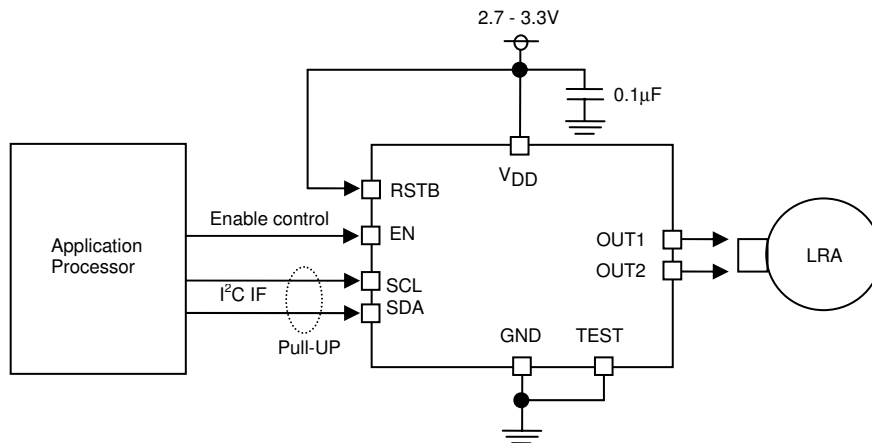 2.7 - 3.3V
0.1μF
VDD
RSTB
Enable control
EN
Application
Processor
OUT1
OUT2
LRA
SCL
I²C IF
SDA
Pull-UP
GND
TEST